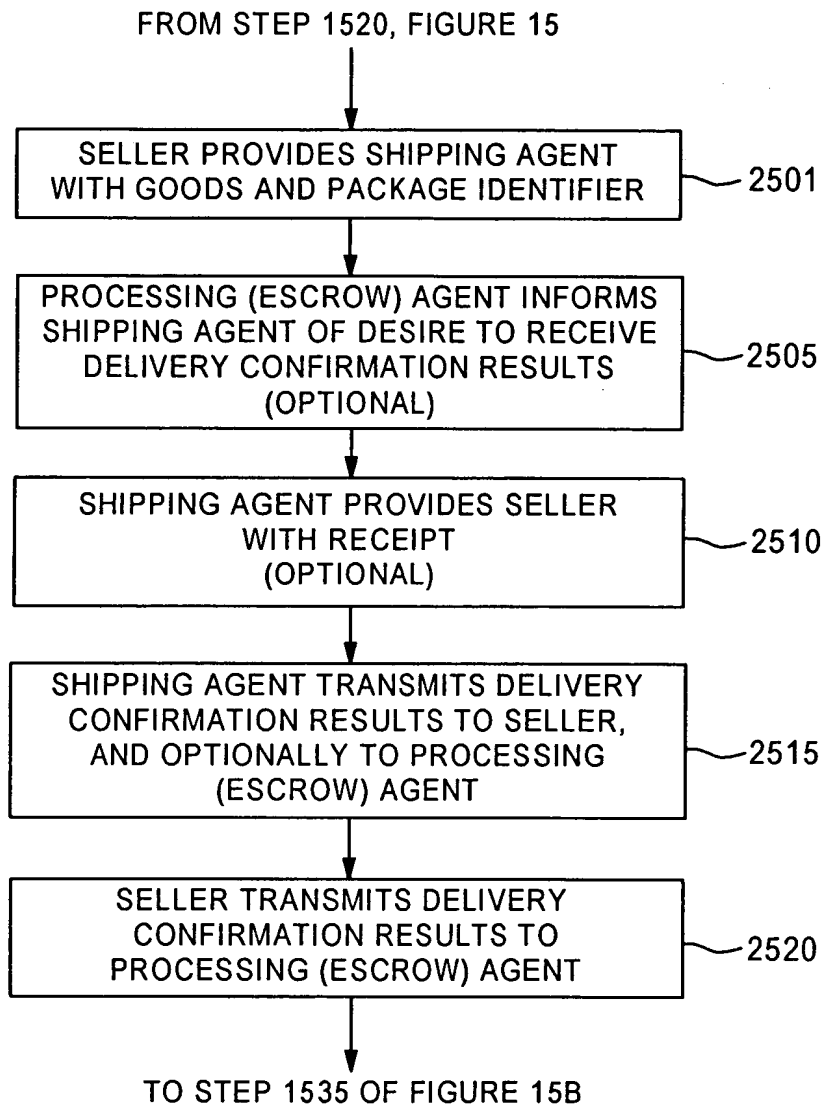 FROM STEP 1520, FIGURE 15
SELLER PROVIDES SHIPPING AGENT
WITH GOODS AND PACKAGE IDENTIFIER
2501
PROCESSING (ESCROW) AGENT INFORMS
SHIPPING AGENT OF DESIRE TO RECEIVE
DELIVERY CONFIRMATION RESULTS
(OPTIONAL)
2505
SHIPPING AGENT PROVIDES SELLER
WITH RECEIPT
(OPTIONAL)
2510
SHIPPING AGENT TRANSMITS DELIVERY
CONFIRMATION RESULTS TO SELLER,
AND OPTIONALLY TO PROCESSING
(ESCROW) AGENT
2515
SELLER TRANSMITS DELIVERY
CONFIRMATION RESULTS TO
PROCESSING (ESCROW) AGENT
2520
TO STEP 1535 OF FIGURE 15B